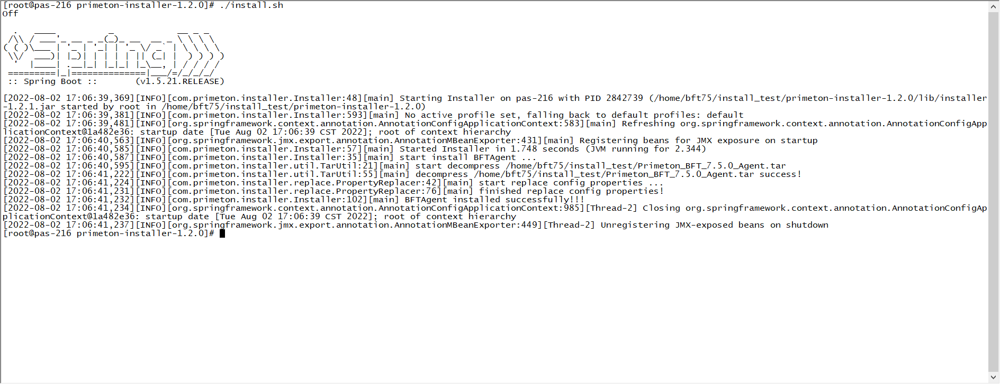 [root@pas-216 primeton-installer-1.2.0]# ./install.sh
Off
  .   ____          _            __ _ _
 /\\ / ___'_ __ _ _(_)_ __  __ _ \ \ \ \
( ( )\___ | '_ | '_| | '_ \/ _` | \ \ \ \
 \\/  ___)| |_)| | | | | || (_| |  ) ) ) )
  '  |____| .__|_| |_|_| |_\__, | / / / /
 =========|_|==============|___/=/_/_/_/
 :: Spring Boot ::       (v1.5.21.RELEASE)
[2022-08-02 17:06:39,369][INFO][com.primeton.installer.Installer:48][main] Starting Installer on pas-216 with PID 2842739 (/home/bft75/install_test/primeton-installer-1.2.0/lib/installer
-1.2.1.jar started by root in /home/bft75/install_test/primeton-installer-1.2.0)
[2022-08-02 17:06:39,381][INFO][com.primeton.installer.Installer:593][main] No active profile set, falling back to default profiles: default
[2022-08-02 17:06:39,481][INFO][org.springframework.context.annotation.AnnotationConfigApplicationContext:583][main] Refreshing org.springframework.context.annotation.AnnotationConfigApp
licationContext@1a482e36: startup date [Tue Aug 02 17:06:39 CST 2022]; root of context hierarchy
[2022-08-02 17:06:40,563][INFO][org.springframework.jmx.export.annotation.AnnotationMBeanExporter:431][main] Registering beans for JMX exposure on startup
[2022-08-02 17:06:40,585][INFO][com.primeton.installer.Installer:57][main] Started Installer in 1.748 seconds (JVM running for 2.344)
[2022-08-02 17:06:40,587][INFO][com.primeton.installer.Installer:35][main] start install BFTAgent ...
[2022-08-02 17:06:40,595][INFO][com.primeton.installer.util.TarUtil:21][main] start decompress /home/bft75/install_test/Primeton_BFT_7.5.0_Agent.tar
[2022-08-02 17:06:41,222][INFO][com.primeton.installer.util.TarUtil:55][main] decompress /home/bft75/install_test/Primeton_BFT_7.5.0_Agent.tar success!
[2022-08-02 17:06:41,224][INFO][com.primeton.installer.replace.PropertyReplacer:42][main] start replace config properties ...
[2022-08-02 17:06:41,231][INFO][com.primeton.installer.replace.PropertyReplacer:76][main] finished replace config properties!
[2022-08-02 17:06:41,232][INFO][com.primeton.installer.Installer:102][main] BFTAgent installed successfully!!!
[2022-08-02 17:06:41,234][INFO][org.springframework.context.annotation.AnnotationConfigApplicationContext:985][Thread-2] Closing org.springframework.context.annotation.AnnotationConfigAp
plicationContext@1a482e36: startup date [Tue Aug 02 17:06:39 CST 2022]; root of context hierarchy
[2022-08-02 17:06:41,237][INFO][org.springframework.jmx.export.annotation.AnnotationMBeanExporter:449][Thread-2] Unregistering JMX-exposed beans on shutdown
[root@pas-216 primeton-installer-1.2.0]#